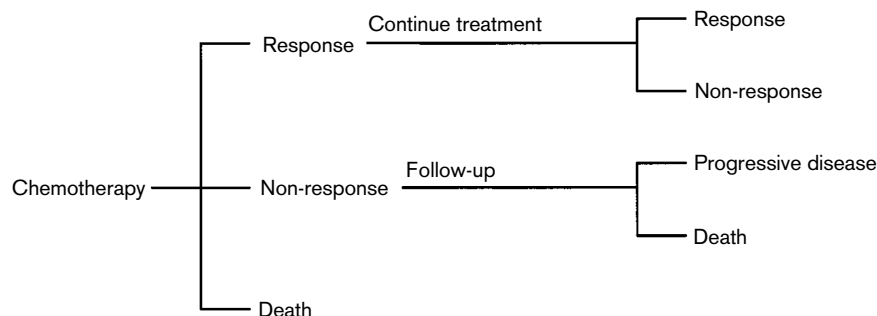 Continue treatment
Response
Response
Non-response
Follow-up
Progressive disease
Chemotherapy
Non-response
Death
Death